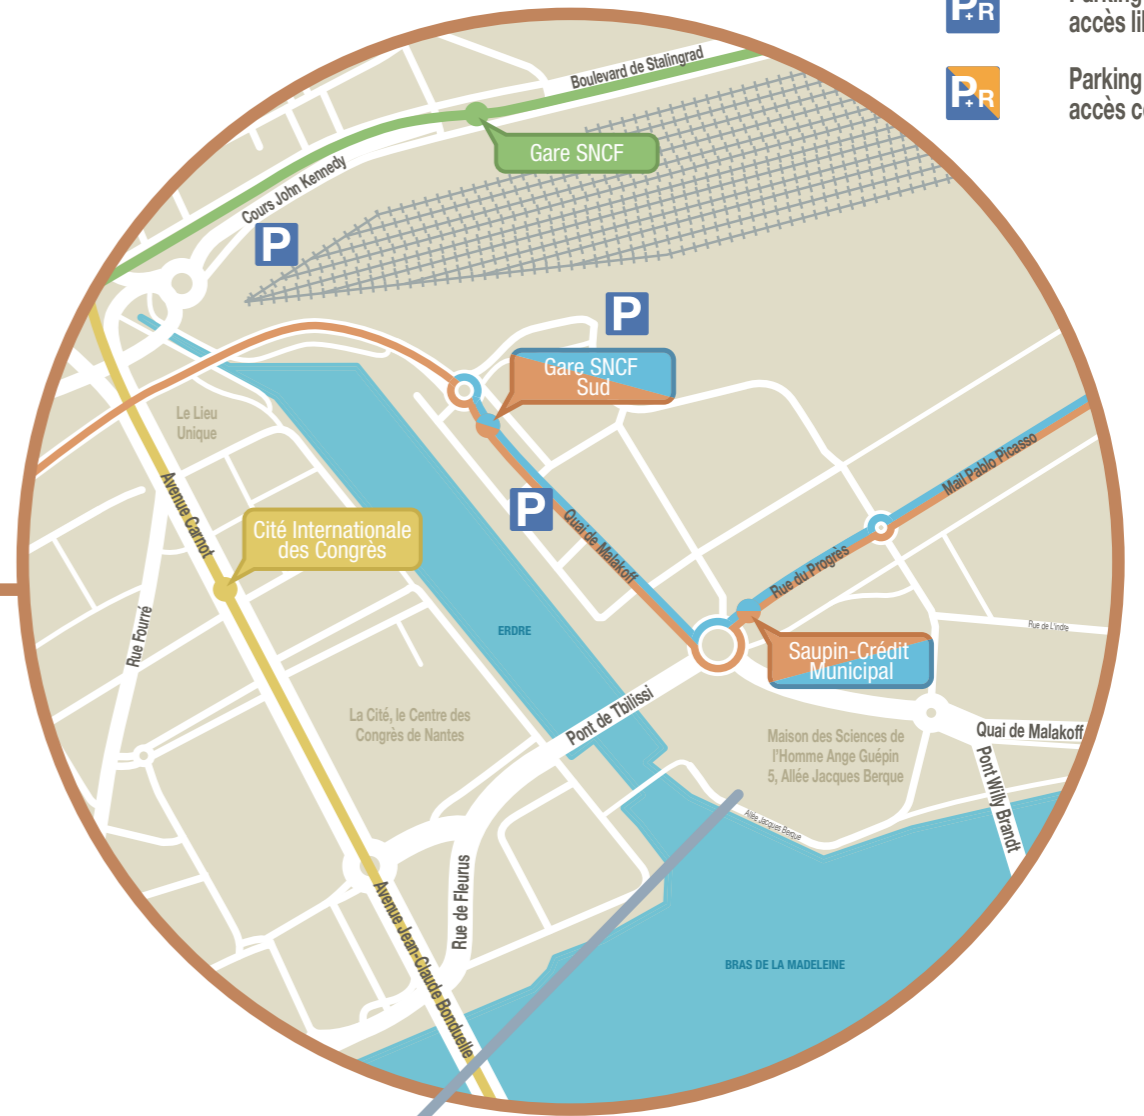 P+R
accès
P+R
Parking
accès
Boulevard de Stalingrad
Gare SNCF
Cours John Kennedy
P
P
Gare SNCF
Sud
Le Lieu
Unique
Avenue Carnot
Mail Pablo Picasso
P
Cité Internationale
des Congrès
Quai de Malakoff
Rue du Progrès
Rue Fourré
ERDRE
Rue de L'indre
Saupin-Crédit
Municipal
Pont de Tbilissi
La Cité, le Centre des
Congrès de Nantes
Maison des Sciences de
l'Homme Ange Guépin
5, Allée Jacques Berque
Quai de Malakoff
Pont Willy Brandt
Allée Jacques Berque
Rue de Fleurus
Avenue Jean-Claude Bonduelle
BRAS DE LA MADELEINE